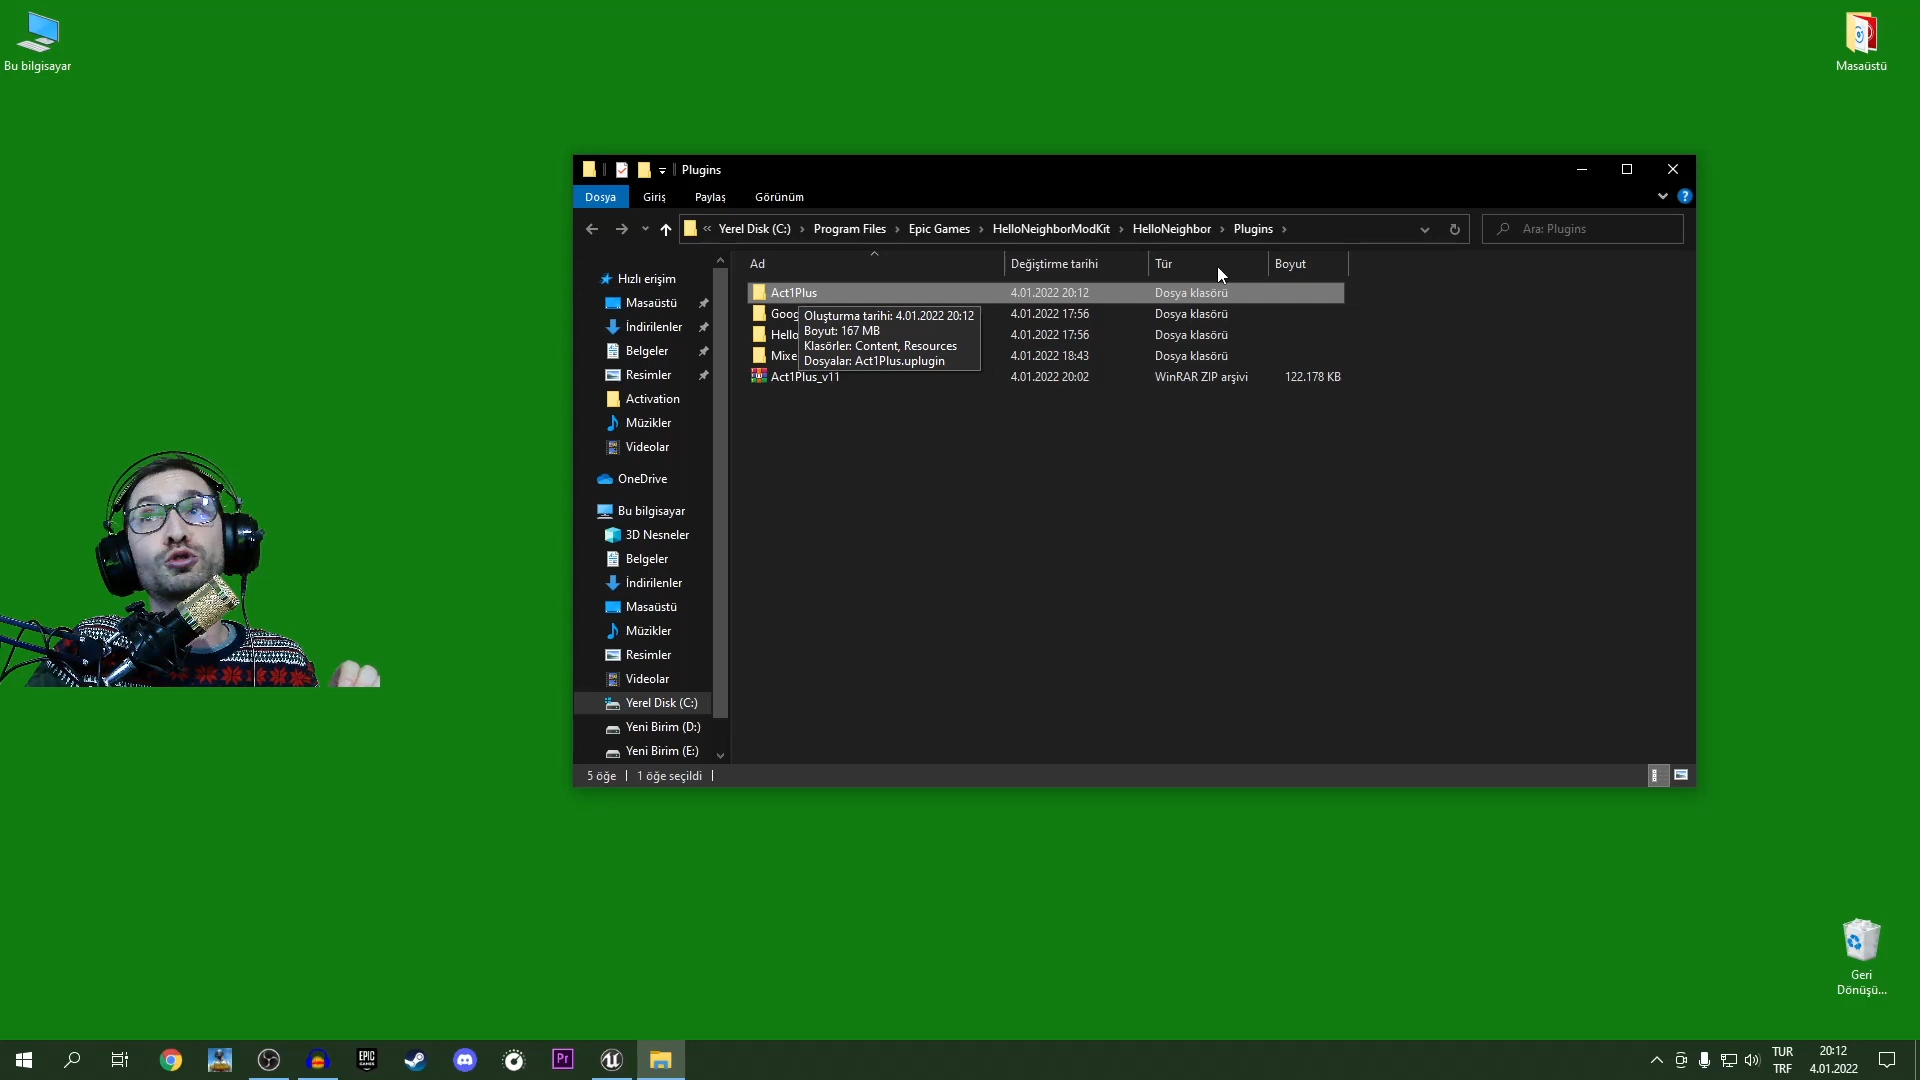 Bu bilgisayar
Masaüstü
Plugins
Dosya
Giriş
Paylaş
Görünüm
« Yerel Disk (C:) › Program Files › Epic Games › HelloNeighborModKit › HelloNeighbor › Plugins ›
Ara: Plugins
Ad
Değiştirme tarihi
Tür
Boyut
Hızlı erişim
Masaüstü
İndirilenler
Belgeler
Resimler
Activation
Müzikler
Videolar
OneDrive
Bu bilgisayar
3D Nesneler
Belgeler
İndirilenler
Masaüstü
Müzikler
Resimler
Videolar
Yerel Disk (C:)
Yeni Birim (D:)
Yeni Birim (E:)
Act1Plus 4.01.2022 20:12 Dosya klasörü
Goog 4.01.2022 17:56 Dosya klasörü
Hello 4.01.2022 17:56 Dosya klasörü
Mixe 4.01.2022 18:43 Dosya klasörü
Act1Plus_v11 4.01.2022 20:02 WinRAR ZIP arşivi 122.178 KB
Oluşturma tarihi: 4.01.2022 20:12
Boyut: 167 MB
Klasörler: Content, Resources
Dosyalar: Act1Plus.uplugin
5 öğe
1 öğe seçildi
Geri
Dönüşü...
EPIC
GAMES
Pr
TUR
TRF
20:12
4.01.2022